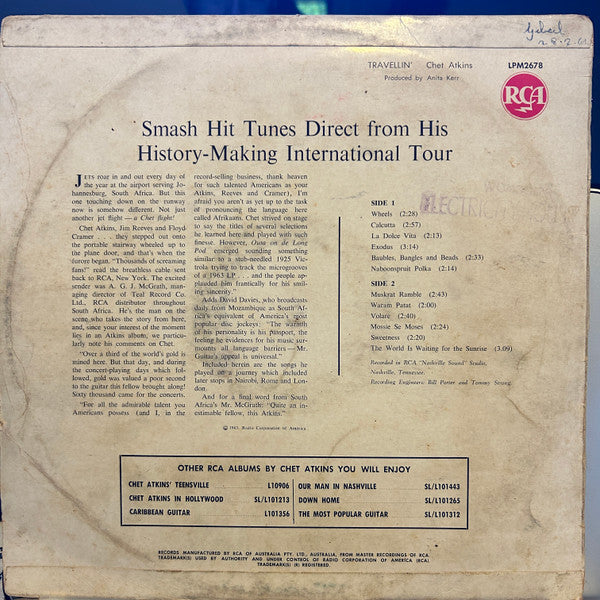 TRAVELLIN' Chet Atkins
Produced by Anita Kerr
LPM2678
RCA
Smash Hit Tunes Direct from His
History-Making International Tour
JETS roar in and out every day of
the year at the airport serving Jo-
hannesburg, South Africa. But this
one touching down on the runway
now is somehow different. Not just
another jet flight — a Chet flight!
Chet Atkins, Jim Reeves and Floyd
Cramer . . . they stepped out onto
the portable stairway wheeled up to
the plane door, and that's when the
furore began. "Thousands of screaming
fans!" read the breathless cable sent
back to RCA, New York. The excited
sender was A. G. J. McGrath, man-
aging director of Teal Record Co.
Ltd., RCA distributor throughout
South Africa. He's the man on the
scene who takes the story from here,
and, since your interest of the moment
lies in an Atkins album, we particu-
larly note his comments on Chet.
"Over a third of the world's gold is
mined here. But that day, and during
the concert-playing days which fol-
lowed, gold was valued a poor second
to the guitar this fellow brought along!
Sixty thousand came for the concerts.
"For all the admirable talent you
Americans possess (and I, in the
record-selling business, thank heaven
for such talented Americans as your
Atkins, Reeves and Cramer), I'm
afraid you aren't as yet up to the task
of pronouncing the language here
called Afrikaans. Chet strived on stage
to say the titles of several selections
he learned here and played with such
finesse. However, Ouoa on de Long
Pod emerged sounding something
similar to a stub-needled 1925 Vic-
trola trying to track the microgrooves
of a 1963 LP . . . and the people ap-
plauded him frantically for his smil-
ing sincerity."
Adds David Davies, who broadcasts
daily from Mozambique as South Af-
rica's equivalent of America's most
popular disc jockeys: "The warmth
of his personality is his passport, the
feeling he evidences for his music sur-
mounts all language barriers — Mr.
Guitar's appeal is universal."
Included herein are the songs he
played on a journey which included
later stops in Nairobi, Rome and Lon-
don.
And for a final word from South
Africa's Mr. McGrath: "Quite an in-
estimable fellow, this Atkins."
© 1963, Radio Corporation of America
ELECTRI
SIDE 1
Wheels (2:28)
Calcutta (2:57)
La Dolce Vita (2:13)
Exodus (3:14)
Baubles, Bangles and Beads (2:33)
Naboomspruit Polka (2:14)
SIDE 2
Muskrat Ramble (2:43)
Waram Patat (2:00)
Volare (2:40)
Mossie Se Moses (2:24)
Sweetness (2:20)
The World Is Waiting for the Sunrise (3.09)
Recorded in RCA "Nashville Sound" Studio,
Nashville, Tennessee.
Recording Engineers: Bill Porter and Tommy Strong.
OTHER RCA ALBUMS BY CHET ATKINS YOU WILL ENJOY
CHET ATKINS' TEENSVILLE L10906
CHET ATKINS IN HOLLYWOOD SL/L101213
CARIBBEAN GUITAR L101356
OUR MAN IN NASHVILLE SL/L101443
DOWN HOME SL/L101265
THE MOST POPULAR GUITAR SL/L101312
RECORDS MANUFACTURED BY RCA OF AUSTRALIA PTY. LTD., AUSTRALIA, FROM MASTER RECORDINGS OF RCA.
TRADEMARK(S) USED BY AUTHORITY AND UNDER CONTROL OF RADIO CORPORATION OF AMERICA (RCA)
TRADEMARK(S) (R) REGISTERED.